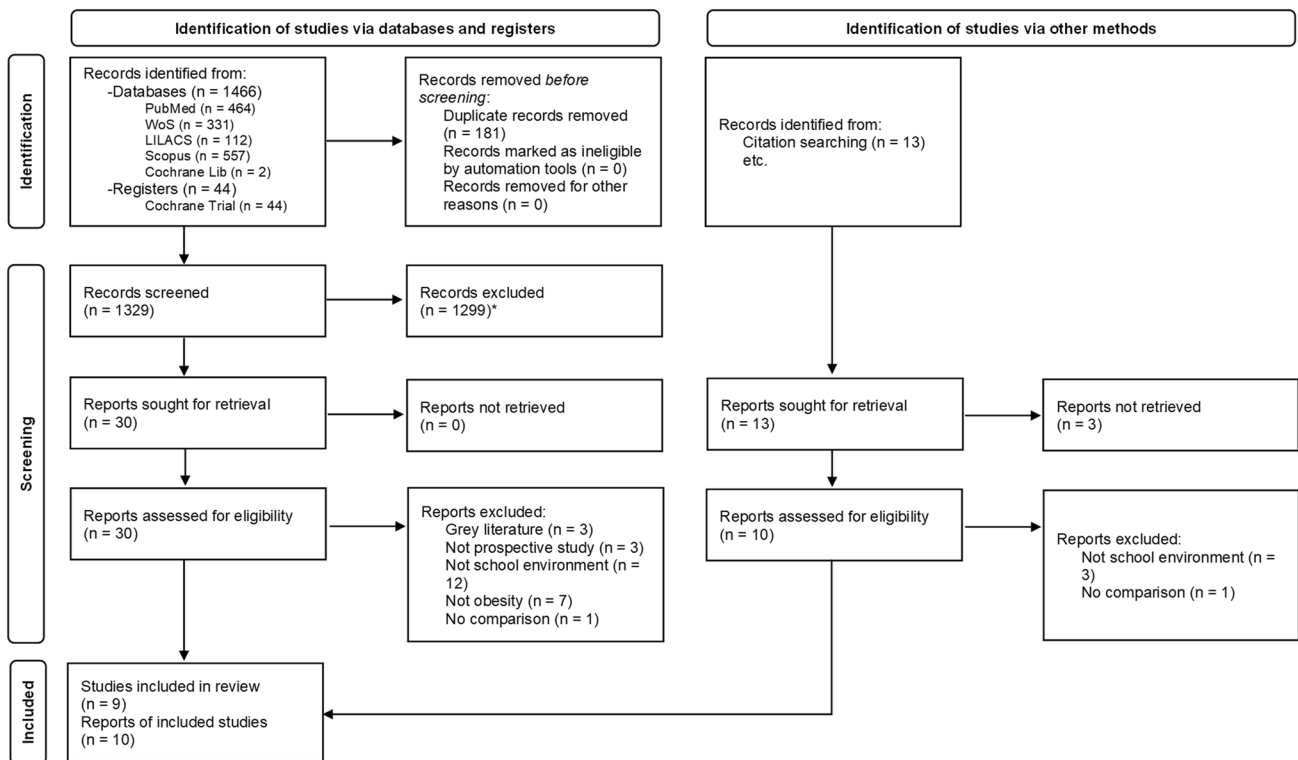 Identification of studies via databases and registers
Identification of studies via other methods
Identification
Records identified from:
-Databases (n = 1466)
PubMed (n = 464)
WoS (n = 331)
LILACS (n = 112)
Scopus (n = 557)
Cochrane Lib (n = 2)
-Registers (n = 44)
Cochrane Trial (n = 44)
Records removed before
screening:
Duplicate records removed
(n = 181)
Records marked as ineligible
by automation tools (n = 0)
Records removed for other
reasons (n = 0)
Records identified from:
Citation searching (n = 13)
etc.
Screening
Records screened
(n = 1329)
Records excluded
(n = 1299)*
Reports sought for retrieval
(n = 30)
Reports not retrieved
(n = 0)
Reports sought for retrieval
(n = 13)
Reports not retrieved
(n = 3)
Reports assessed for eligibility
(n = 30)
Reports excluded:
Grey literature (n = 3)
Not prospective study (n = 3)
Not school environment (n =
12)
Not obesity (n = 7)
No comparison (n = 1)
Reports assessed for eligibility
(n = 10)
Reports excluded:
Not school environment (n =
3)
No comparison (n = 1)
Included
Studies included in review
(n = 9)
Reports of included studies
(n = 10)